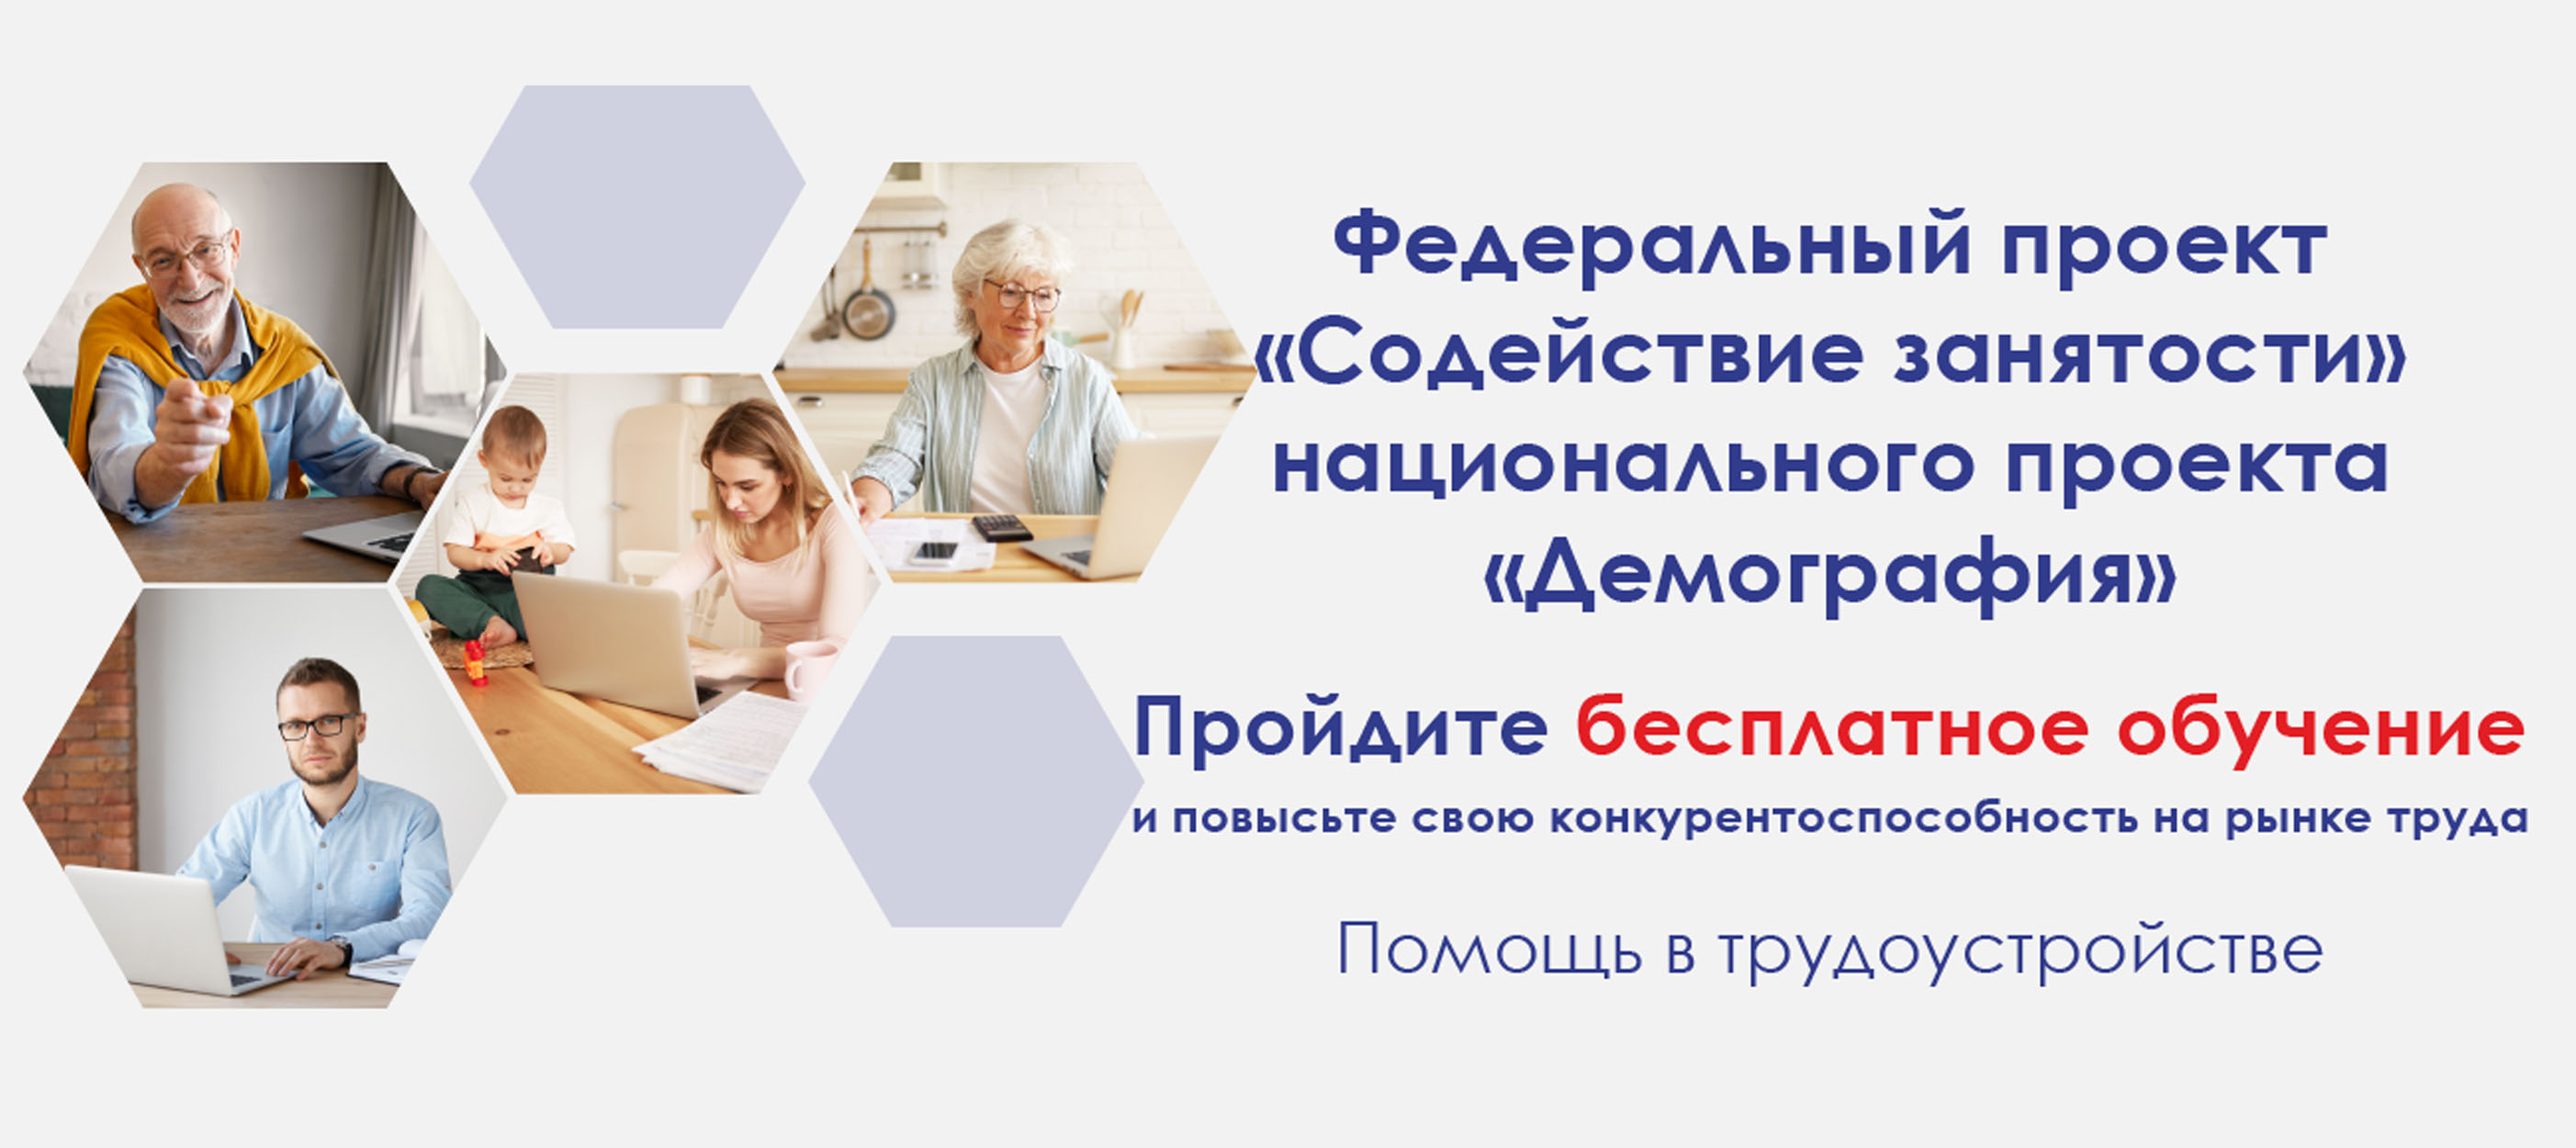 Федеральный проект
«Содействие занятости»
национального проекта
«Демография»
Пройдите бесплатное обучение
и повысьте свою конкурентоспособность на рынке труда
Помощь в трудоустройстве